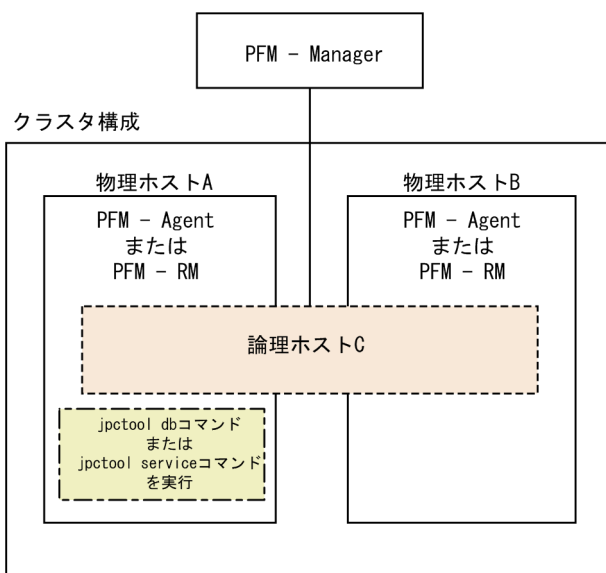 PFM - Manager
クラスタ構成
物理ホストA
PFM - Agent
または
PFM - RM
物理ホストB
PFM - Agent
または
PFM - RM
論理ホストC
jpctool dbコマンド
または
jpctool serviceコマンド
を実行